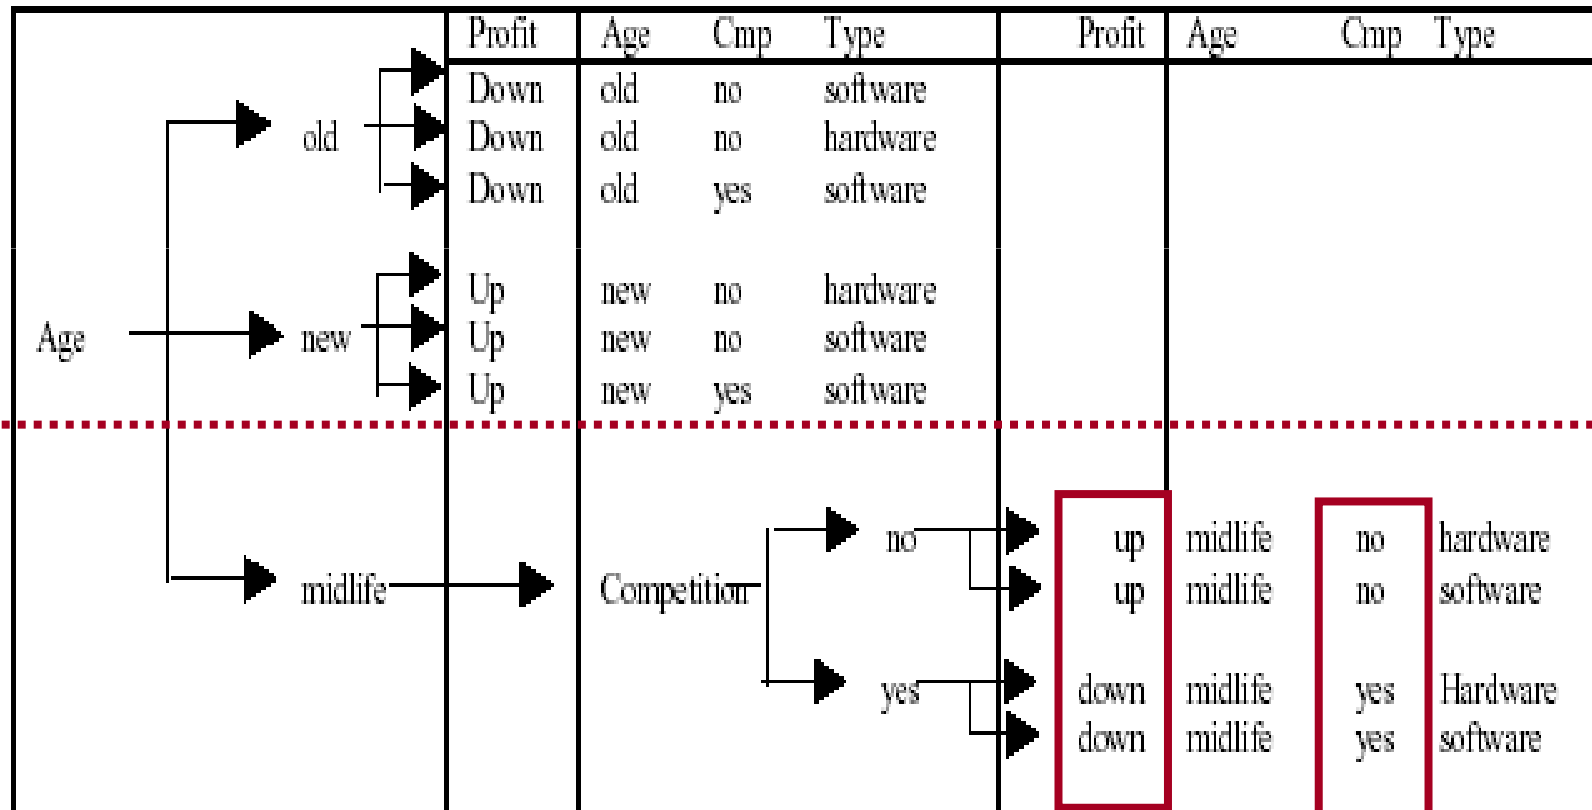 Profit Age Cmp Type Profit Age Cmp Type
Down old no software
old Down old no hardware
Down old yes software
Up new no hardware
Age new Up new no software
Up new yes software
no up midlife no hardware
midlife Competition up midlife no software
yes down midlife yes Hardware
down midlife yes software